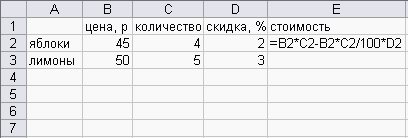 A B C D E
1 цена, р количество скидка, % стоимость
2 яблоки 45 4 2 =B2*C2-B2*C2/100*D2
3 лимоны 50 5 3
4
5
6
7